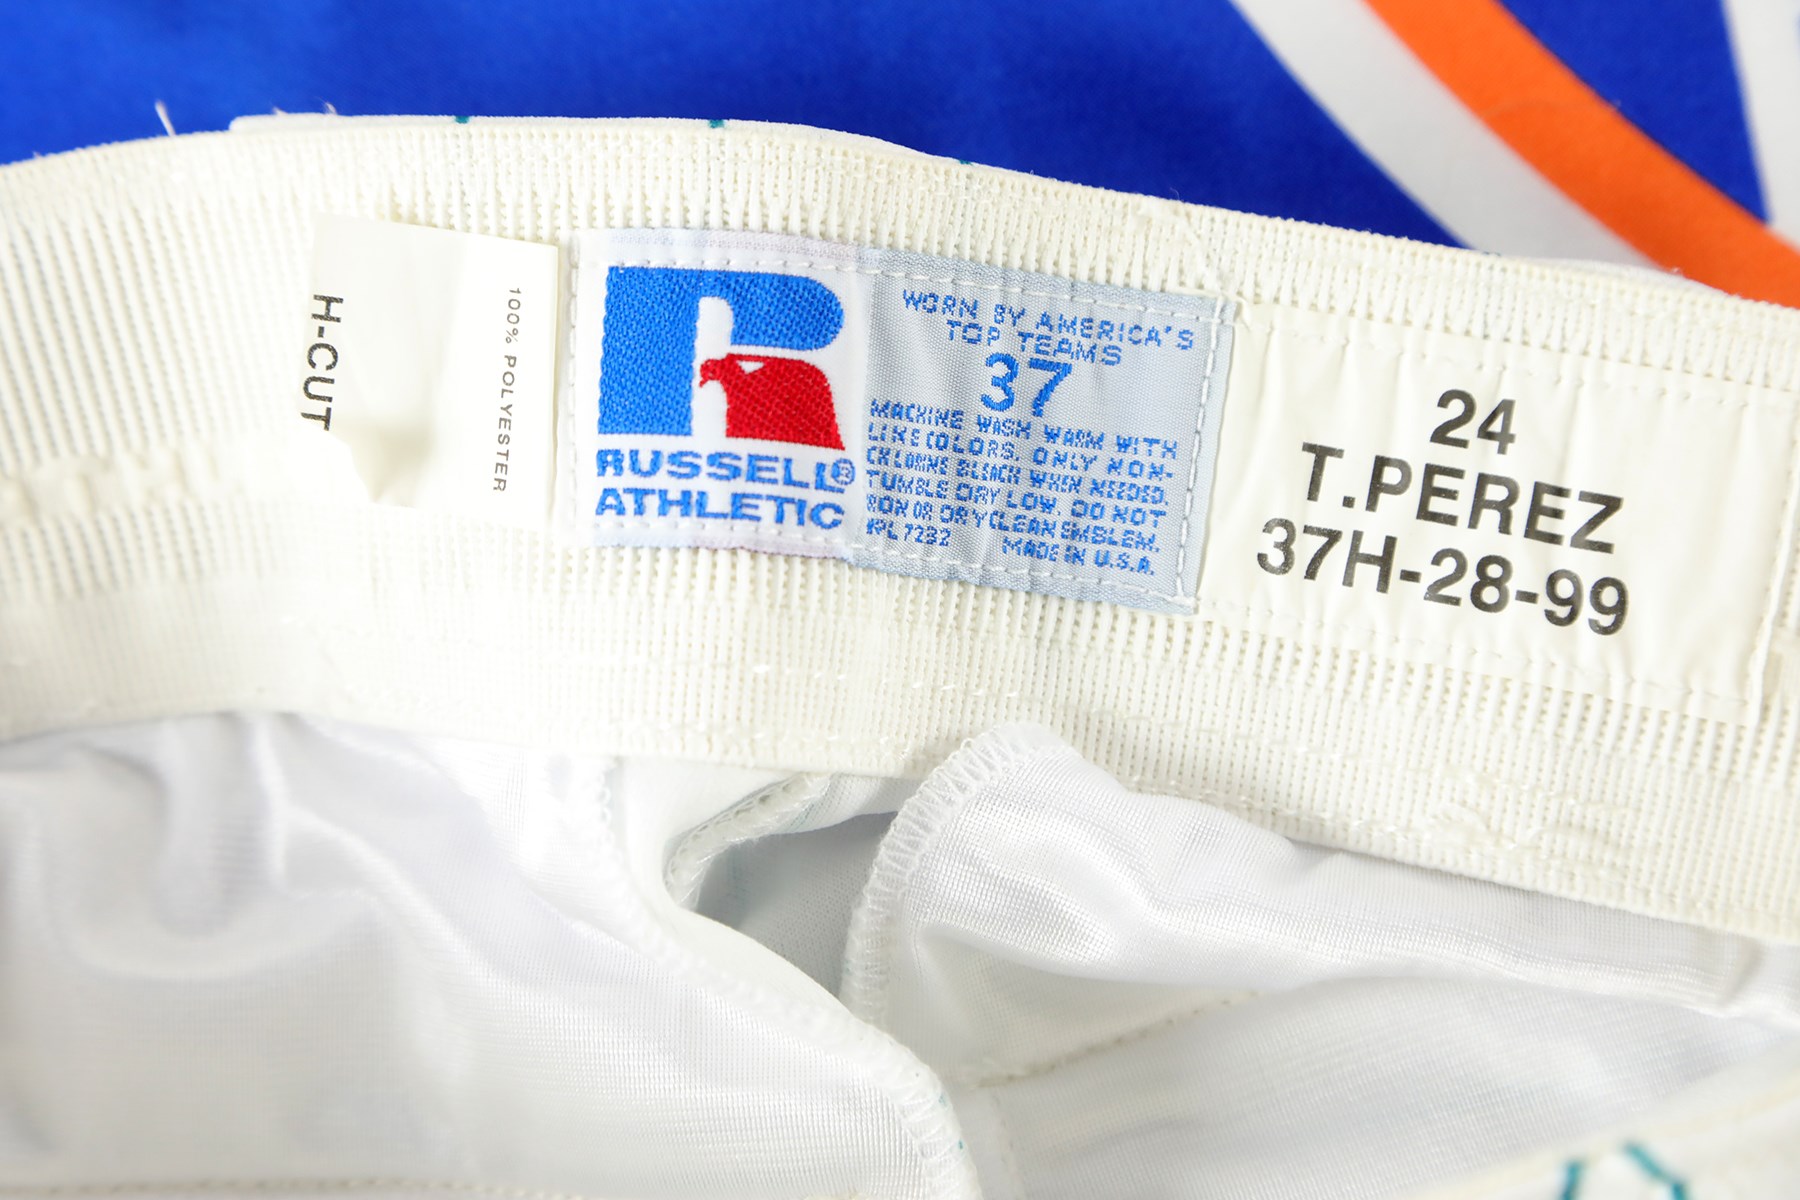 H-CUT
100% POLYESTER
RUSSELL®
ATHLETIC
WORN BY AMERICA'S
TOP TEAMS
37
MACHINE WASH WARM WITH
LIKE COLORS. ONLY NON-
CHLORINE BLEACH WHEN NEEDED.
TUMBLE DRY LOW. DO NOT
IRON OR DRYCLEAN EMBLEM.
RPL7232 MADE IN U.S.A.
24
T.PEREZ
37H-28-99